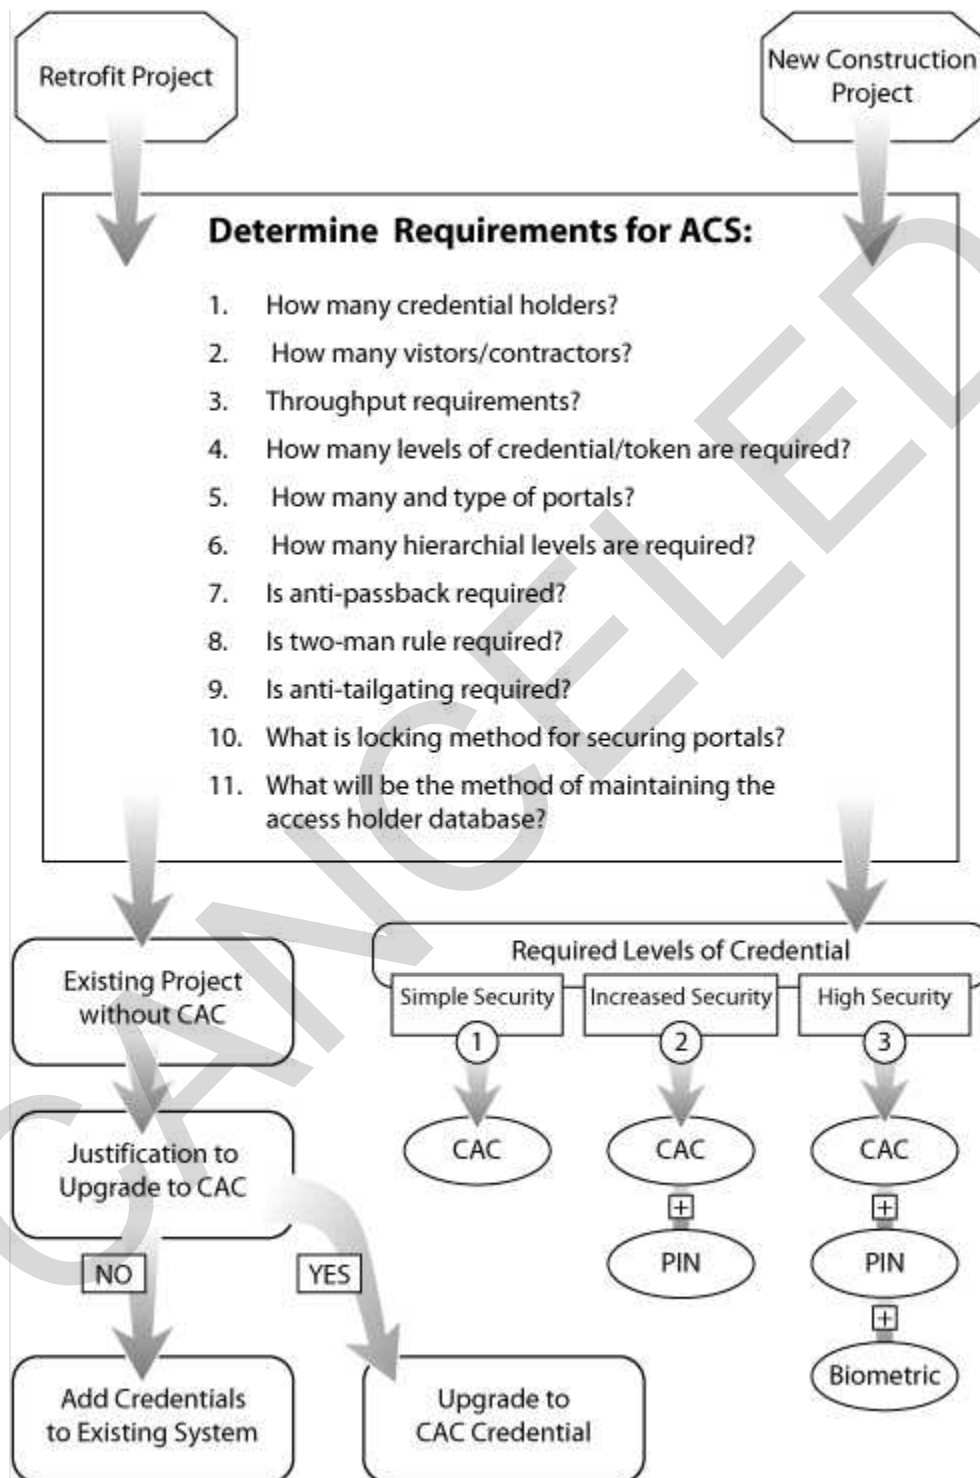 Retrofit Project
New Construction
Project
Determine Requirements for ACS:
1. How many credential holders?
2. How many vistors/contractors?
3. Throughput requirements?
4. How many levels of credential/token are required?
5. How many and type of portals?
6. How many hierarchial levels are required?
7. Is anti-passback required?
8. Is two-man rule required?
9. Is anti-tailgating required?
10. What is locking method for securing portals?
11. What will be the method of maintaining the
access holder database?
Existing Project
without CAC
Justification to
Upgrade to CAC
NO
YES
Add Credentials
to Existing System
Upgrade to
CAC Credential
Required Levels of Credential
Simple Security
1
CAC
Increased Security
2
CAC
+
PIN
High Security
3
CAC
+
PIN
+
Biometric
CANCELED